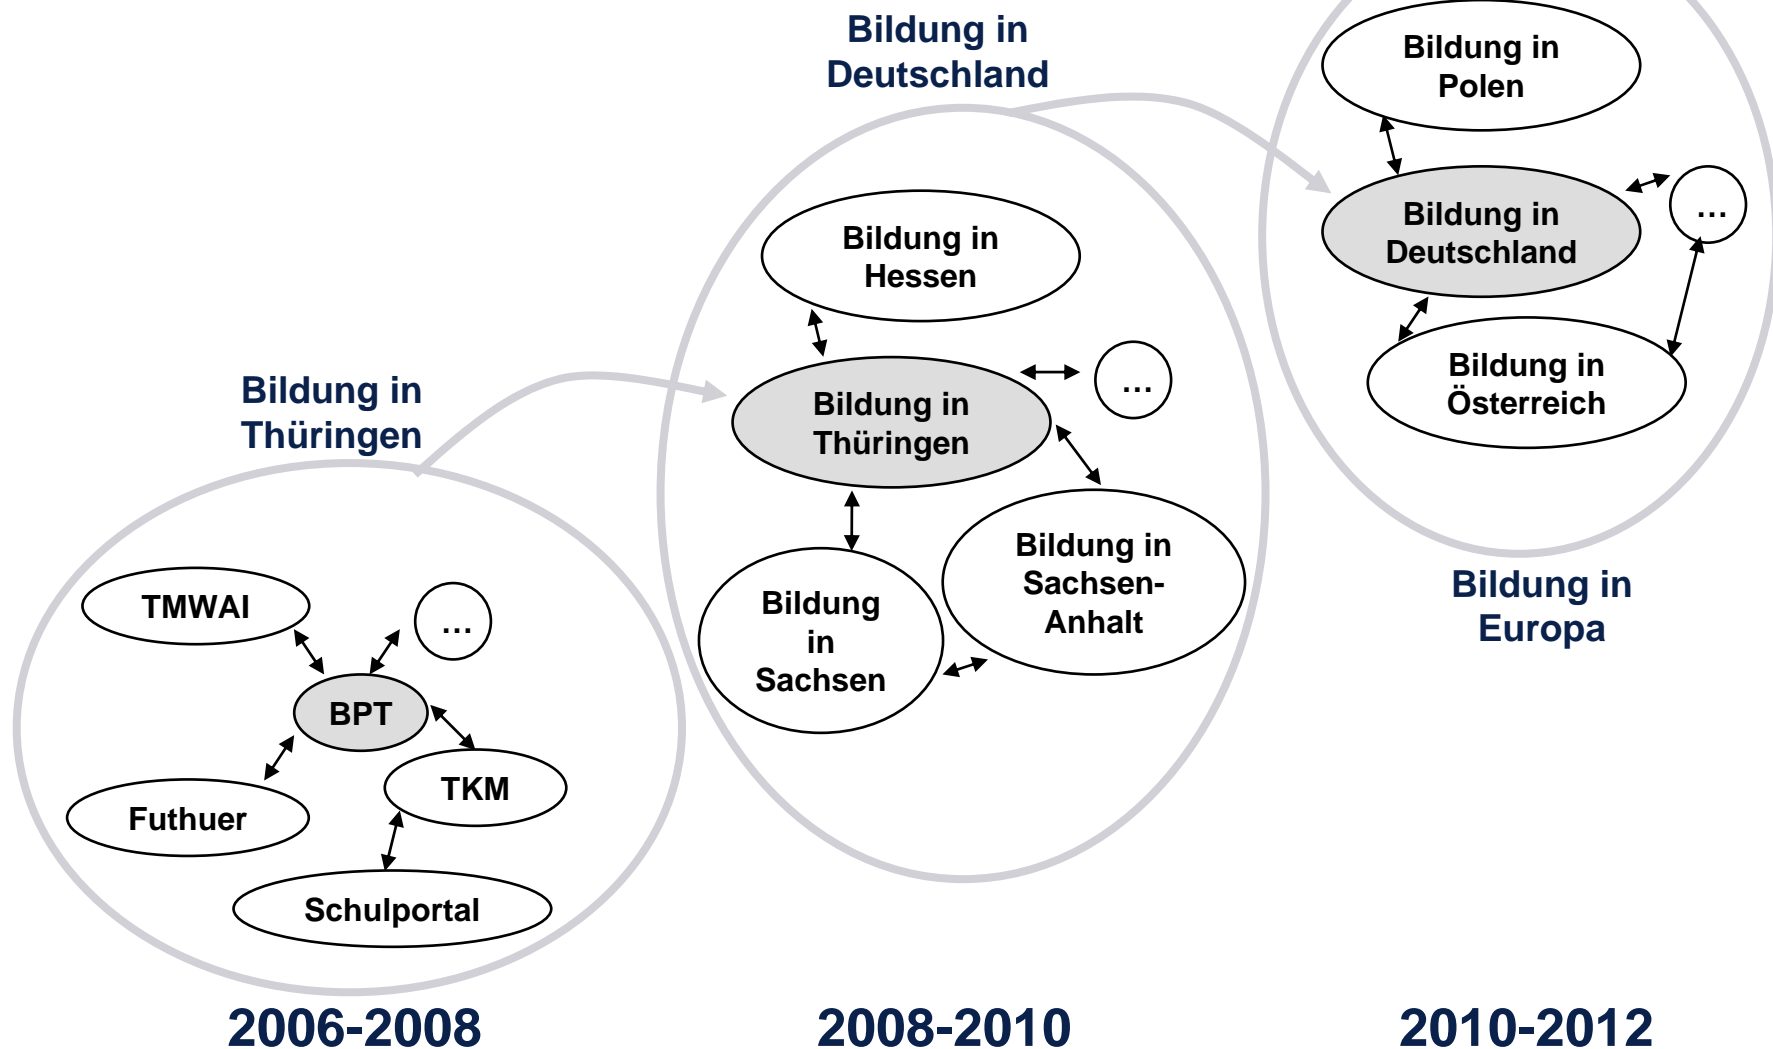 Bildung in
Thüringen
TMWAI
...
BPT
TKM
Futhuer
Schulportal
2006-2008
Bildung in
Deutschland
Bildung in
Hessen
Bildung in
Thüringen
...
Bildung in
Sachsen-
Anhalt
Bildung
in
Sachsen
2008-2010
Bildung in
Polen
Bildung in
Deutschland
...
Bildung in
Österreich
Bildung in
Europa
2010-2012